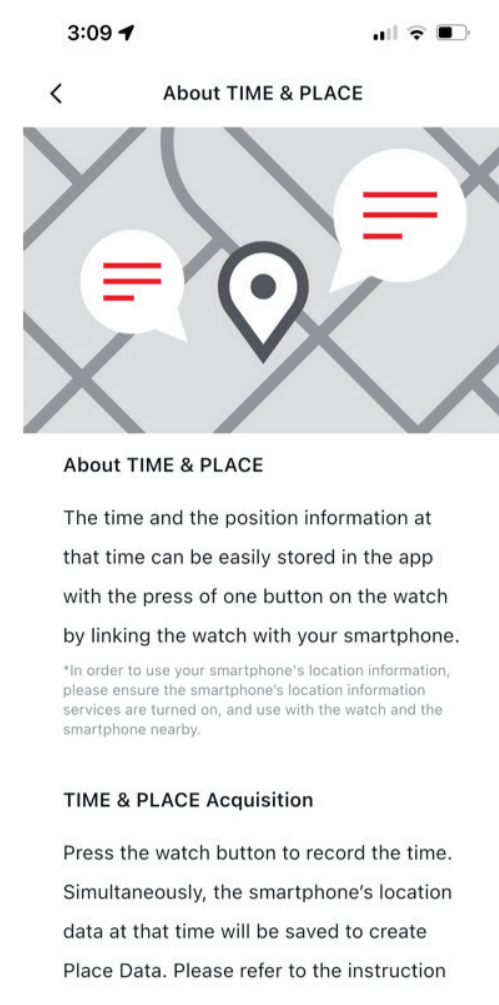 3:09
About TIME & PLACE
About TIME & PLACE
The time and the position information at
that time can be easily stored in the app
with the press of one button on the watch
by linking the watch with your smartphone.
*In order to use your smartphone's location information,
please ensure the smartphone's location information
services are turned on, and use with the watch and the
smartphone nearby.
TIME & PLACE Acquisition
Press the watch button to record the time.
Simultaneously, the smartphone's location
data at that time will be saved to create
Place Data. Please refer to the instruction